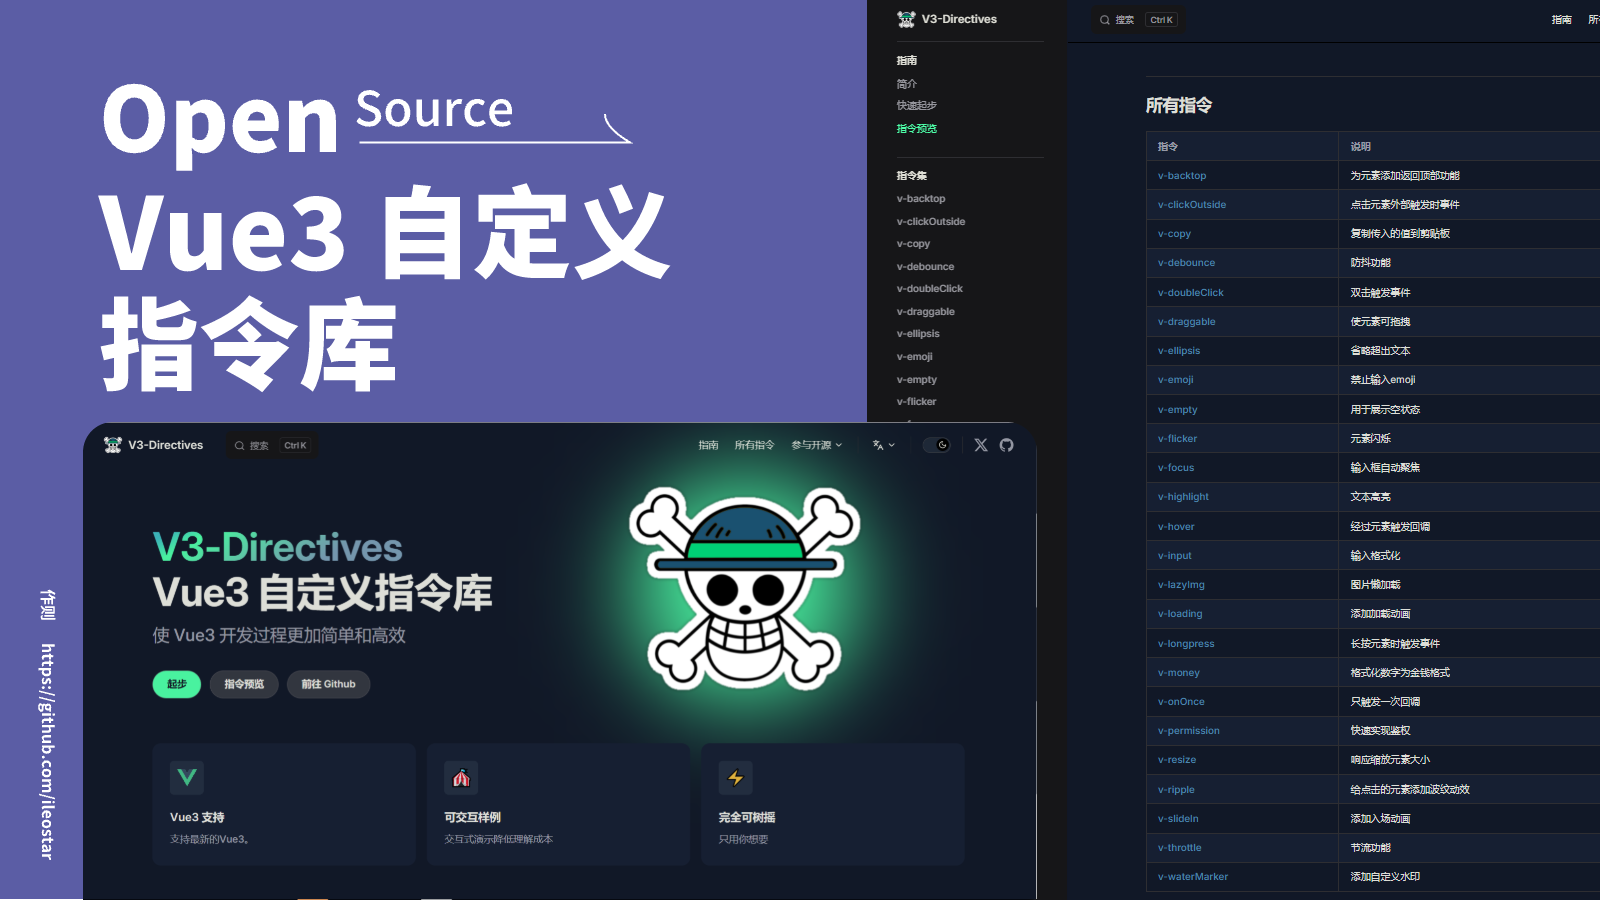 Open Source
Vue3 自定义
指令库
作则 https://github.com/ileostar
V3-Directives
指南
简介
快速起步
指令预览
指令集
v-backtop
v-clickOutside
v-copy
v-debounce
v-doubleClick
v-draggable
v-ellipsis
v-emoji
v-empty
v-flicker
搜索 Ctrl K
指南
所有指令
指令 说明
v-backtop 为元素添加返回顶部功能
v-clickOutside 点击元素外部触发时事件
v-copy 复制传入的值到剪贴板
v-debounce 防抖功能
v-doubleClick 双击触发事件
v-draggable 使元素可拖拽
v-ellipsis 省略超出文本
v-emoji 禁止输入emoji
v-empty 用于展示空状态
v-flicker 元素闪烁
v-focus 输入框自动聚焦
v-highlight 文本高亮
v-hover 经过元素触发回调
v-input 输入格式化
v-lazyImg 图片懒加载
v-loading 添加加载动画
v-longpress 长按元素时触发事件
v-money 格式化数字为金钱格式
v-onOnce 只触发一次回调
v-permission 快速实现鉴权
v-resize 响应缩放元素大小
v-ripple 给点击的元素添加波纹动效
v-slideIn 添加入场动画
v-throttle 节流功能
v-waterMarker 添加自定义水印
V3-Directives 搜索 Ctrl K 指南 所有指令 参与开源
V3-Directives
Vue3 自定义指令库
使 Vue3 开发过程更加简单和高效
起步 指令预览 前往 Github
Vue3 支持
支持最新的Vue3。
可交互样例
交互式演示降低理解成本
完全可树摇
只用你想要